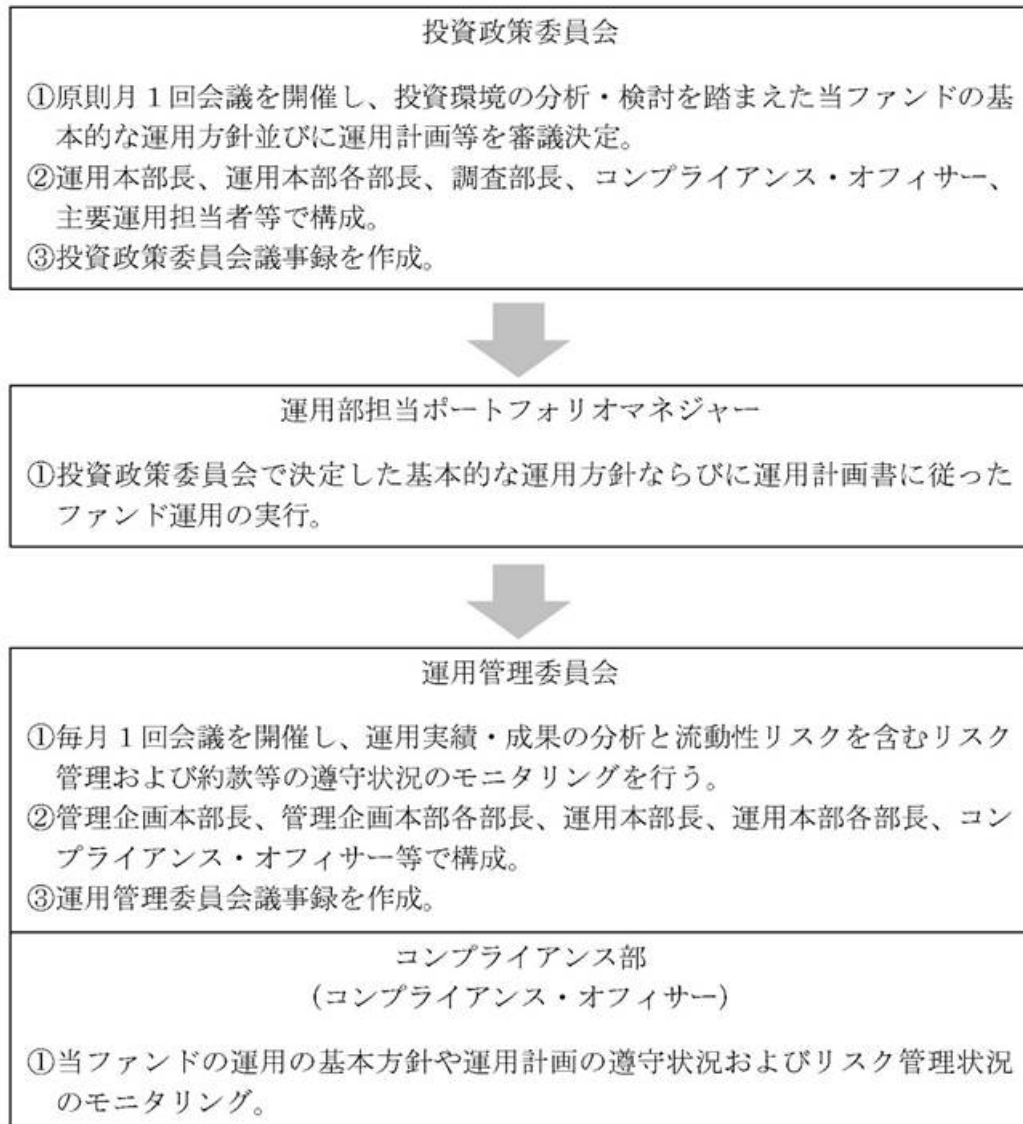 投資政策委員会
①原則月１回会議を開催し、投資環境の分析・検討を踏まえた当ファンドの基
本的な運用方針並びに運用計画等を審議決定。
②運用本部長、運用本部各部長、調査部長、コンプライアンス・オフィサー、
主要運用担当者等で構成。
③投資政策委員会議事録を作成。
運用部担当ポートフォリオマネジャー
①投資政策委員会で決定した基本的な運用方針ならびに運用計画書に従った
ファンド運用の実行。
運用管理委員会
①毎月１回会議を開催し、運用実績・成果の分析と流動性リスクを含むリスク
管理および約款等の遵守状況のモニタリングを行う。
②管理企画本部長、管理企画本部各部長、運用本部長、運用本部各部長、コン
プライアンス・オフィサー等で構成。
③運用管理委員会議事録を作成。
コンプライアンス部
（コンプライアンス・オフィサー）
①当ファンドの運用の基本方針や運用計画の遵守状況およびリスク管理状況
のモニタリング。